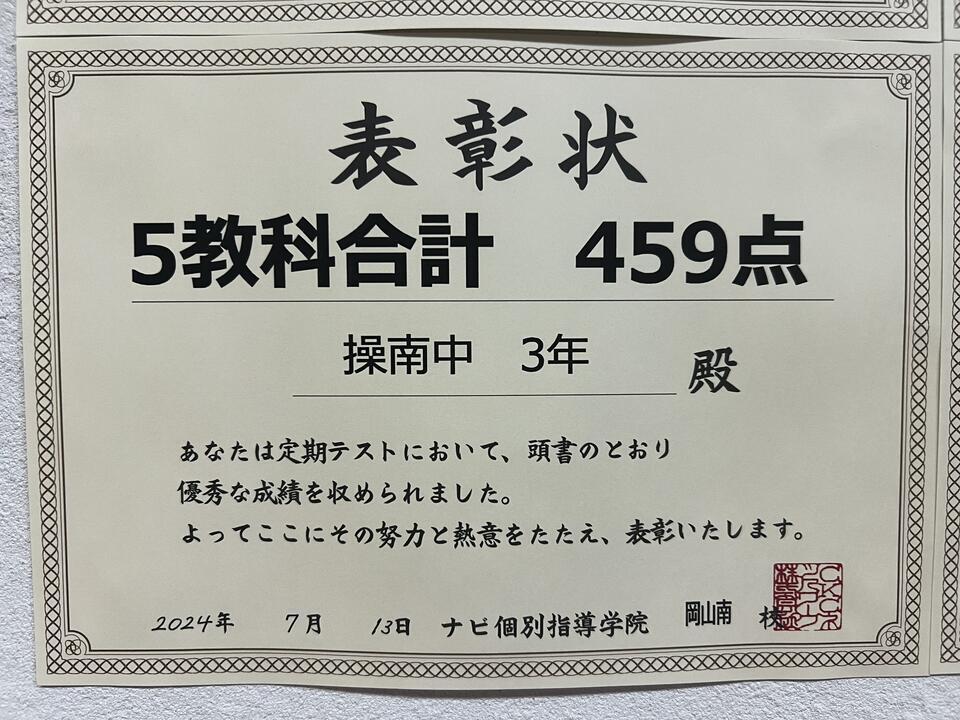 表彰状
5教科合計 459点
操南中 3年 殿
あなたは定期テストにおいて、頭書のとおり
優秀な成績を収められました。
よってここにその努力と熱意をたたえ、表彰いたします。
2024年 7月 13日 ナビ個別指導学院 岡山南 校